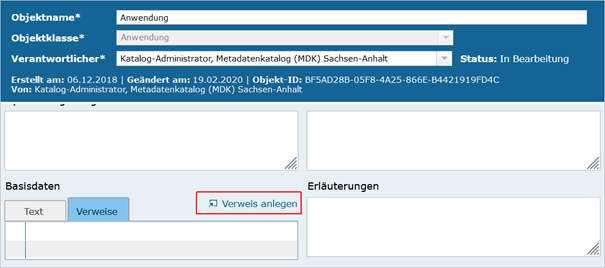 Objektname* Anwendung
Objektklasse* Anwendung
Verantwortlicher* Katalog-Administrator, Metadatenkatalog (MDK) Sachsen-Anhalt Status: In Bearbeitung
Erstellt am: 06.12.2018 | Geändert am: 19.02.2020 | Objekt-ID: BF5AD28B-05F8-4A25-866E-B4421919FD4C
Von: Katalog-Administrator, Metadatenkatalog (MDK) Sachsen-Anhalt
Basisdaten Verweis anlegen Erläuterungen
Text Verweise